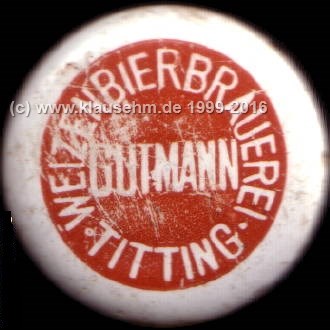 WEIZENBIERBRAUEREI
GUTMANN
· TITTING ·
(c) www.klausehm.de 1999-2016